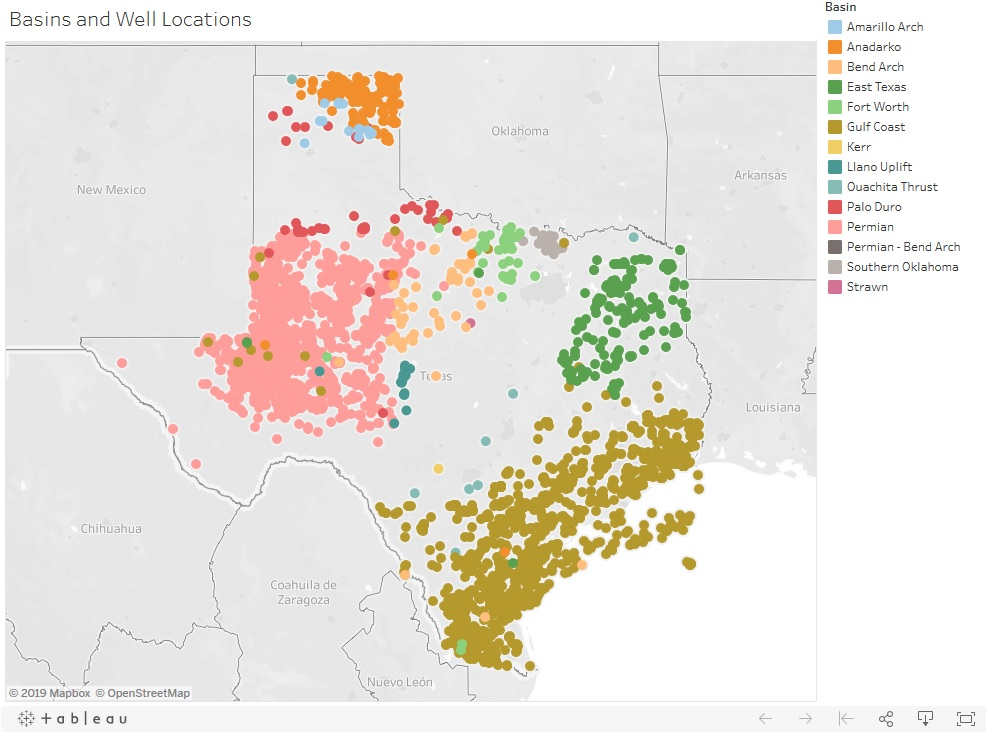 Basins and Well Locations
Basin
Amarillo Arch
Anadarko
Bend Arch
East Texas
Fort Worth
Gulf Coast
Kerr
Llano Uplift
Ouachita Thrust
Palo Duro
Permian
Permian - Bend Arch
Southern Oklahoma
Strawn
Oklahoma
New Mexico
Arkansas
Texas
Louisiana
Chihuahua
Coahuila de
Zaragoza
Nuevo León
© 2019 Mapbox © OpenStreetMap
+ a b l e a u